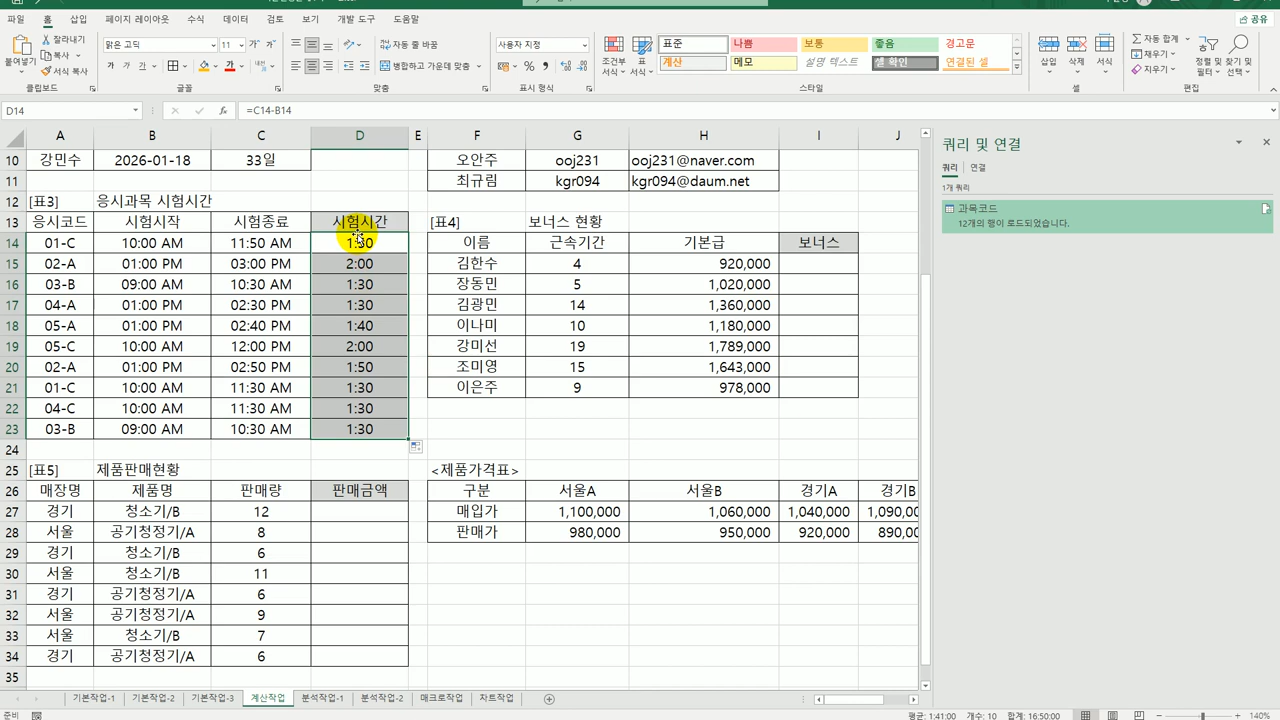 파일 홈 삽입 페이지 레이아웃 수식 데이터 검토 보기 개발 도구 도움말 공유
붙여넣기 잘라내기 복사 서식 복사 클립보드
맑은 고딕 11 가 가 가 글꼴
자동 줄 바꿈 병합하고 가운데 맞춤 맞춤
사용자 지정 표시 형식
조건부 서식 표 서식 표준 나쁨 보통 좋음 경고문
계산 메모 설명 텍스트 셀 확인 연결된 셀 스타일
삽입 삭제 서식 셀
자동 합계 채우기 지우기 정렬 및 필터 찾기 및 선택 편집
D14 fx =C14-B14
A B C D E F G H I J
10 강민수 2026-01-18 33일 오안주 ooj231 ooj231@naver.com
11 최규림 kgr094 kgr094@daum.net
12 [표3] 응시과목 시험시간
13 응시코드 시험시작 시험종료 시험시간 [표4] 보너스 현황
14 01-C 10:00 AM 11:50 AM 이름 근속기간 기본급 보너스
15 02-A 01:00 PM 03:00 PM 2:00 김한수 4 920,000
16 03-B 09:00 AM 10:30 AM 1:30 장동민 5 1,020,000
17 04-A 01:00 PM 02:30 PM 1:30 김광민 14 1,360,000
18 05-A 01:00 PM 02:40 PM 1:40 이나미 10 1,180,000
19 05-C 10:00 AM 12:00 PM 2:00 강미선 19 1,789,000
20 02-A 01:00 PM 02:50 PM 1:50 조미영 15 1,643,000
21 01-C 10:00 AM 11:30 AM 1:30 이은주 9 978,000
22 04-C 10:00 AM 11:30 AM 1:30
23 03-B 09:00 AM 10:30 AM 1:30
24
25 [표5] 제품판매현황 <제품가격표>
26 매장명 제품명 판매량 판매금액 구분 서울A 서울B 경기A 경기B
27 경기 청소기/B 12 매입가 1,100,000 1,060,000 1,040,000 1,090,00
28 서울 공기청정기/A 8 판매가 980,000 950,000 920,000 890,00
29 경기 청소기/B 6
30 서울 청소기/B 11
31 경기 공기청정기/A 6
32 서울 공기청정기/A 9
33 서울 청소기/B 7
34 경기 공기청정기/A 6
35
쿼리 및 연결
쿼리 연결
1개 쿼리
과목코드
12개의 행이 로드되었습니다.
기본작업-1 기본작업-2 기본작업-3 계산작업 분석작업-1 분석작업-2 매크로작업 차트작업
준비 평균: 1:41:00 개수: 10 합계: 16:50:00 140%